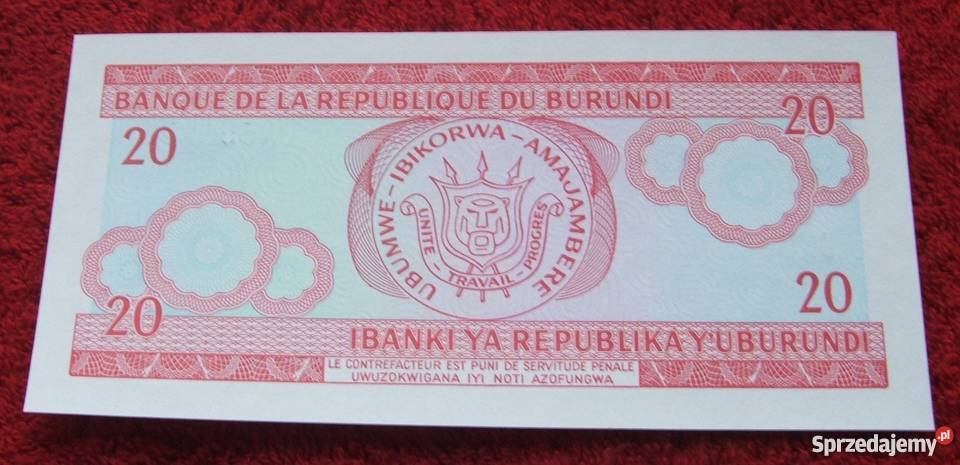 BANQUE DE LA REPUBLIQUE DU BURUNDI
20
20
UBUMWE-IBIKORWA-AMAJAMBERE
UNITE - TRAVAIL - PROGRES
20
20
IBANKI YA REPUBLIKA Y'UBURUNDI
LE CONTREFACTEUR EST PUNI DE SERVITUDE PENALE
UWUZOKWIGANA IYI NOTI AZOFUNGWA
Sprzedajemy.pl